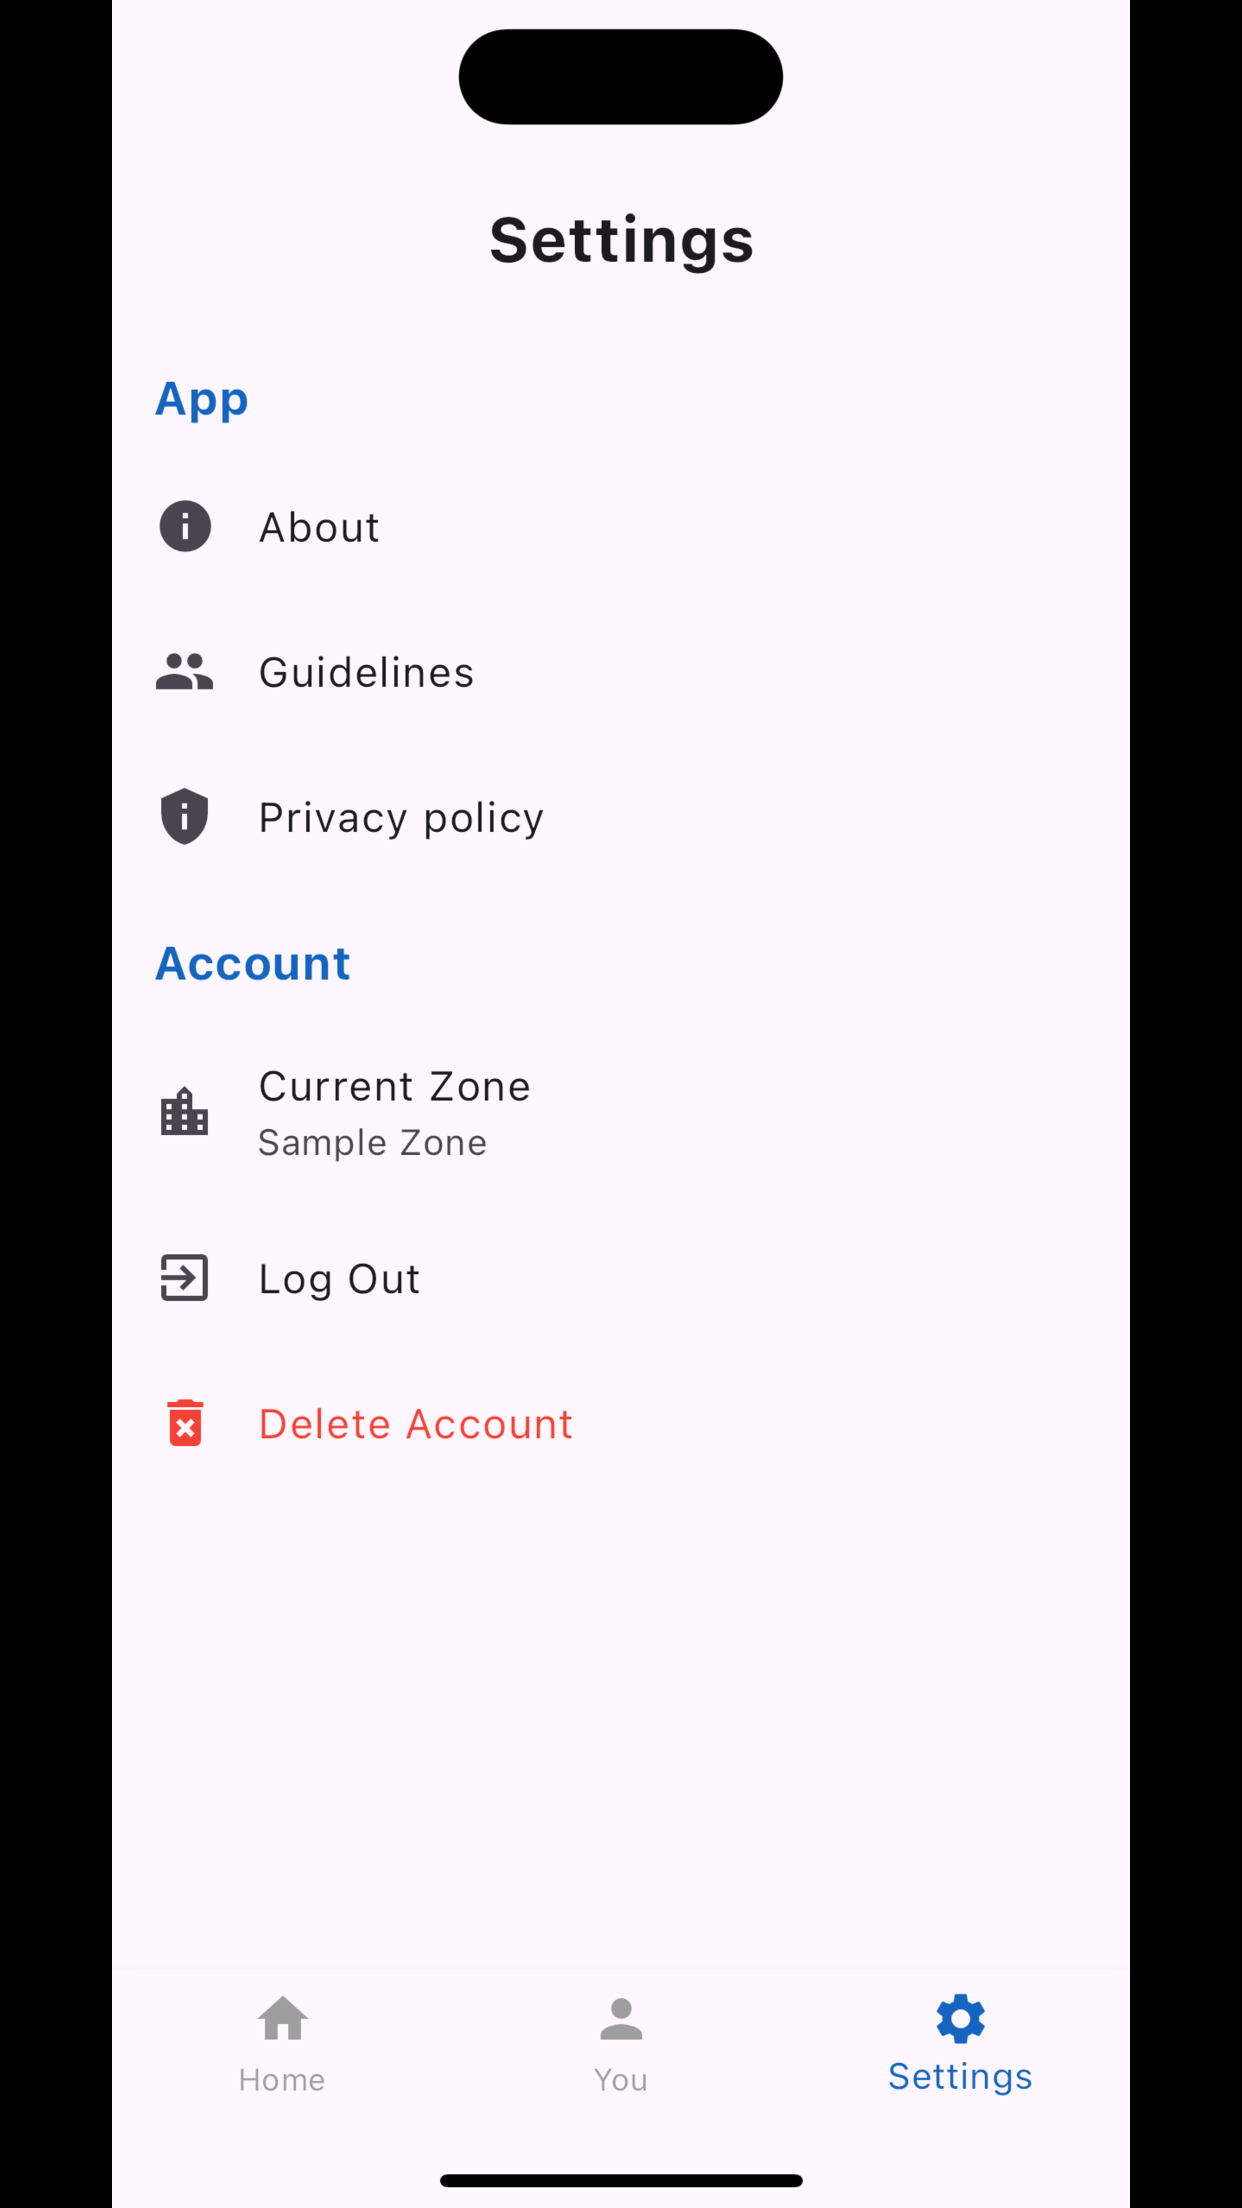 Settings
App
About
Guidelines
Privacy policy
Account
Current Zone
Sample Zone
Log Out
Delete Account
Home
You
Settings